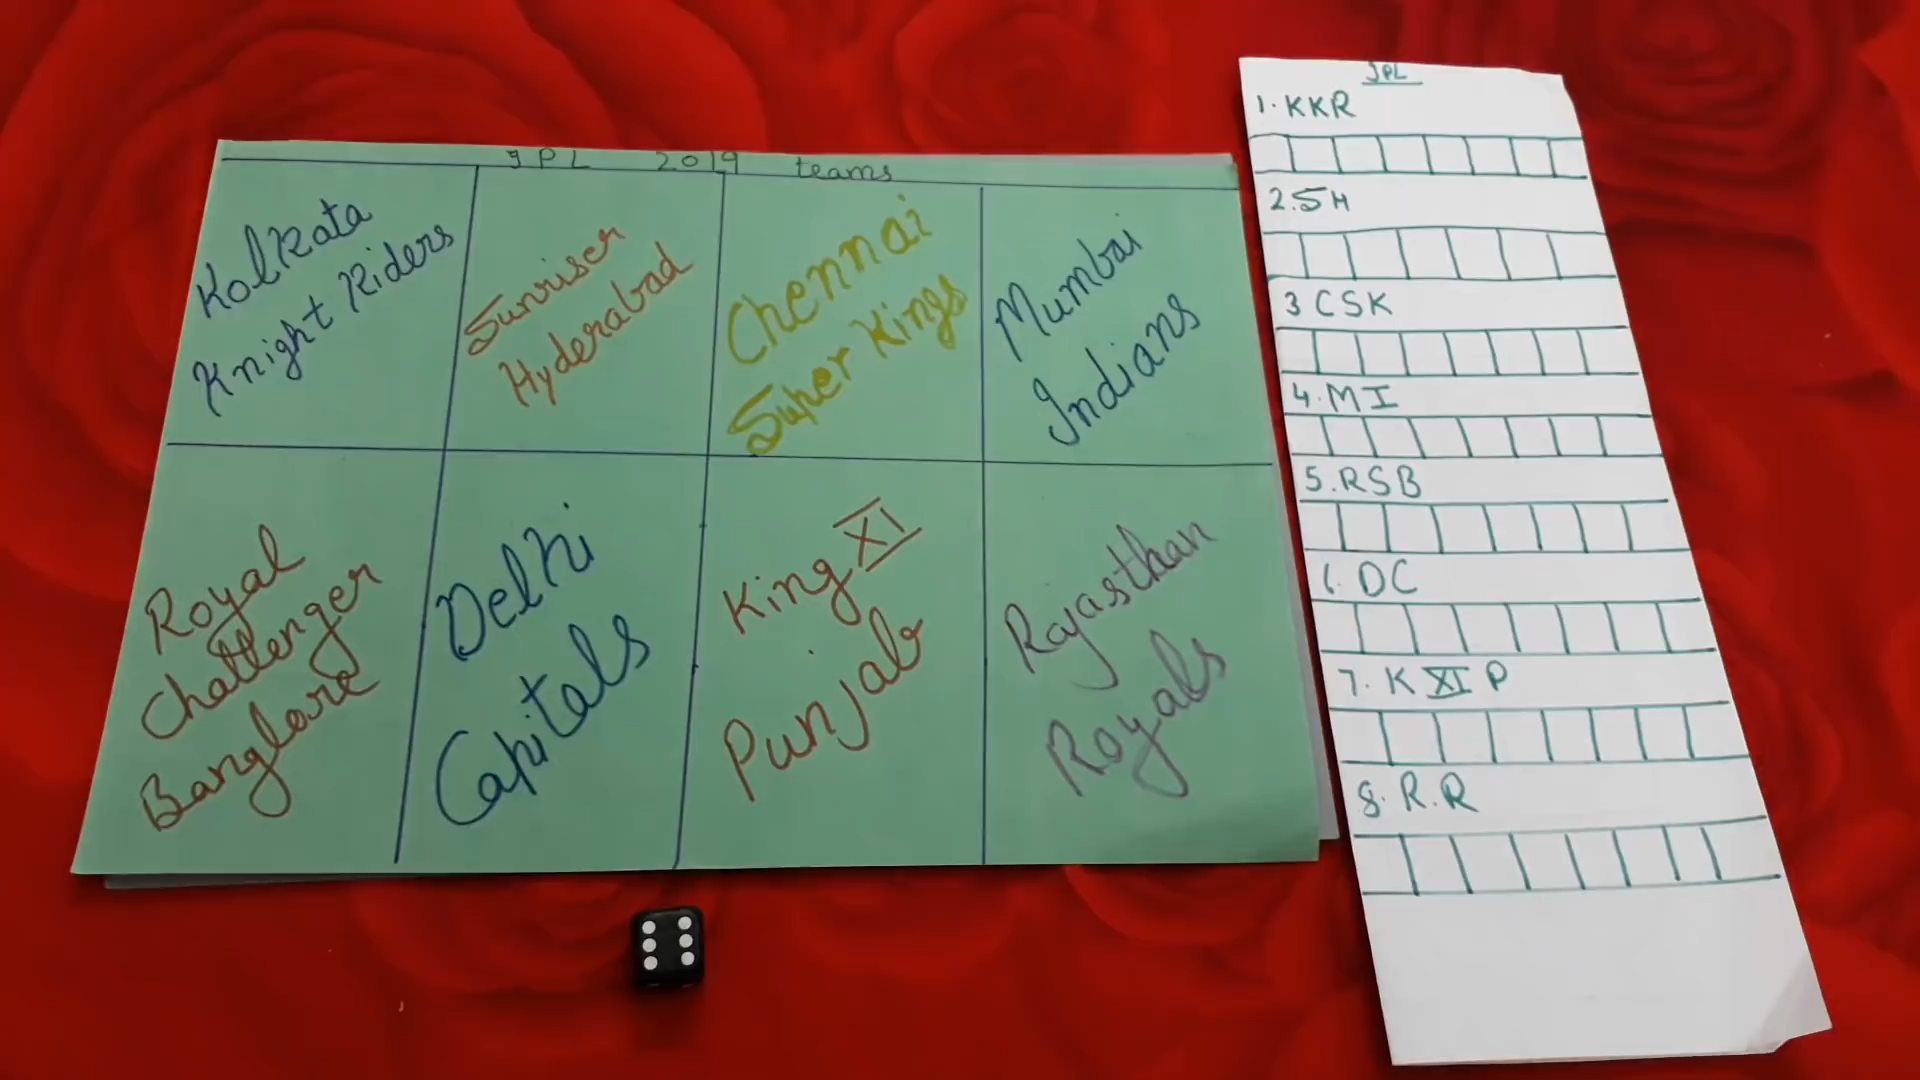 IPL 2019 teams
Kolkata
Knight Riders
Sunriser
Hyderabad
Chennai
Super Kings
Mumbai
Indians
Royal
Challenger
Banglore
Delhi
Capitals
King XI
Punjab
Rajasthan
Royals
IPL
1. KKR
2. SH
3 CSK
4. MI
5. RSB
6. DC
7. K XI P
8. R.R